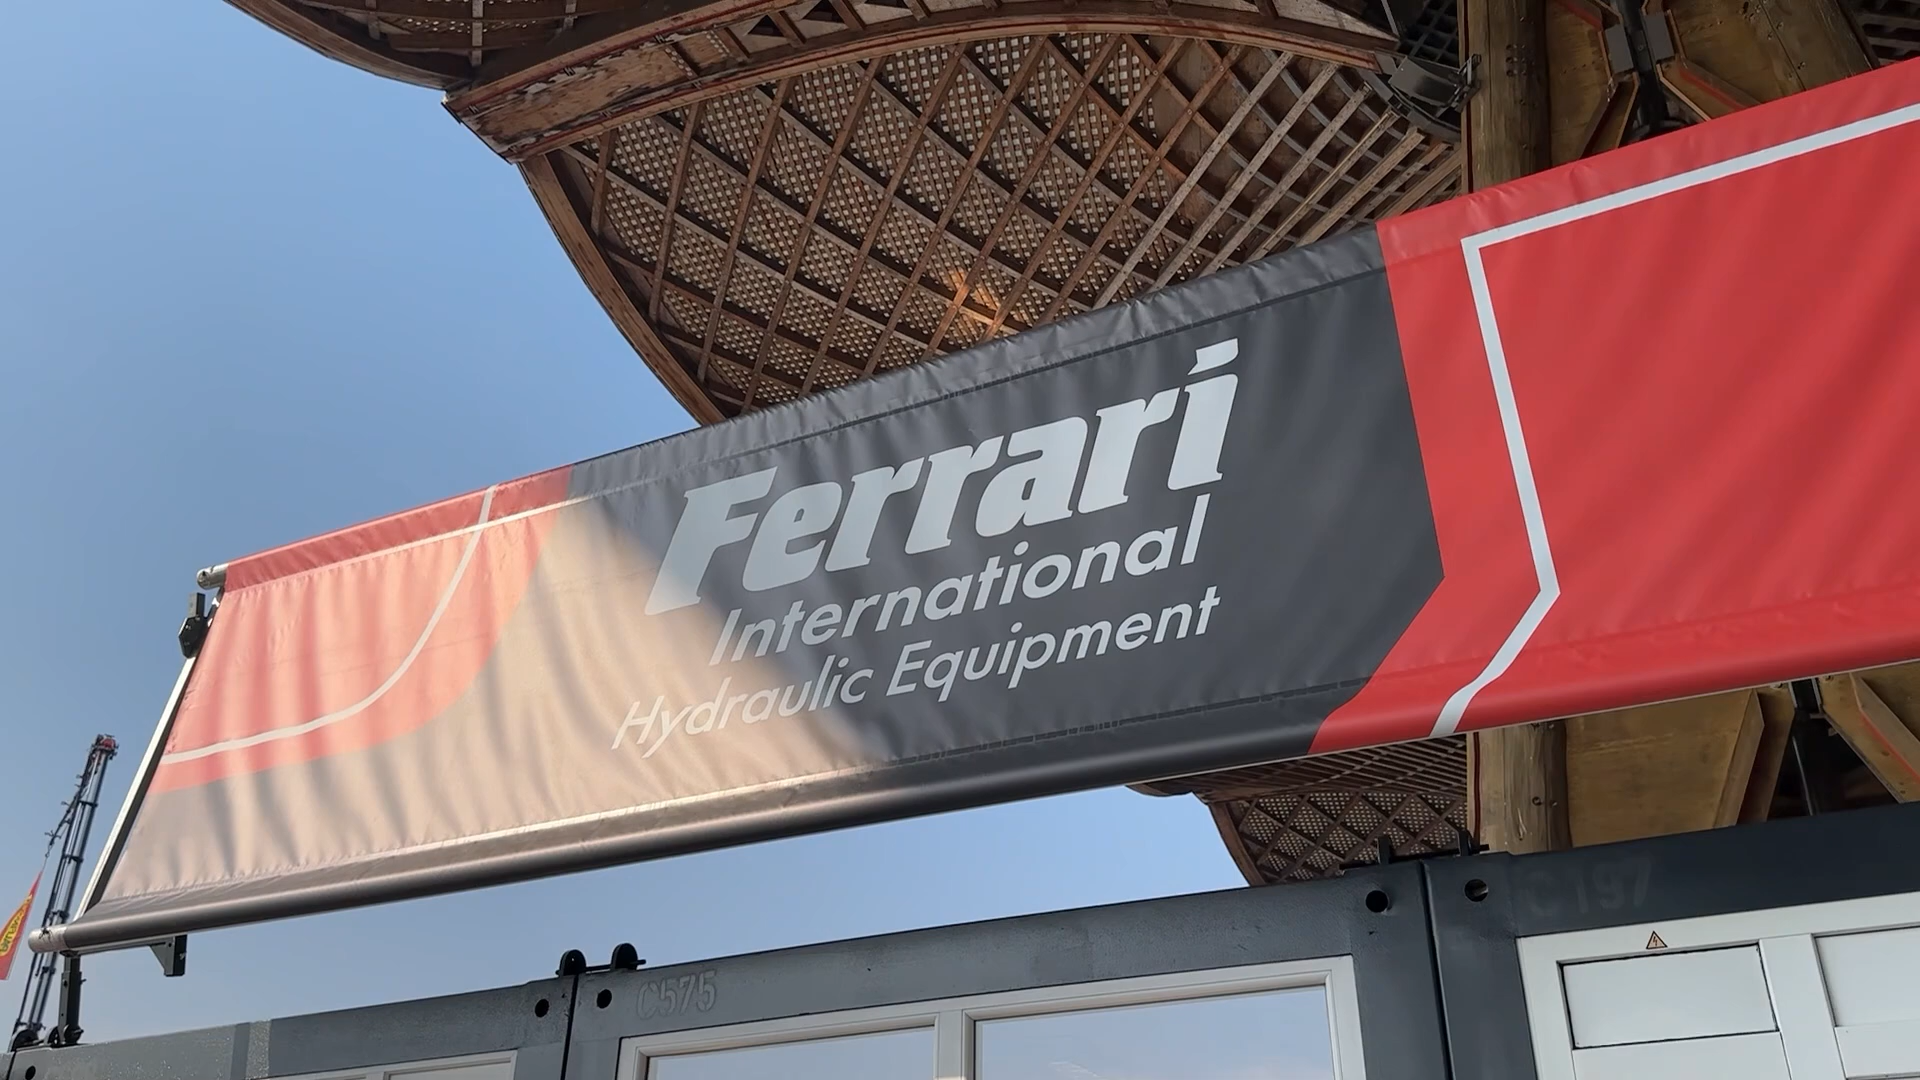 Ferrari
International
Hydraulic Equipment
C197
C575